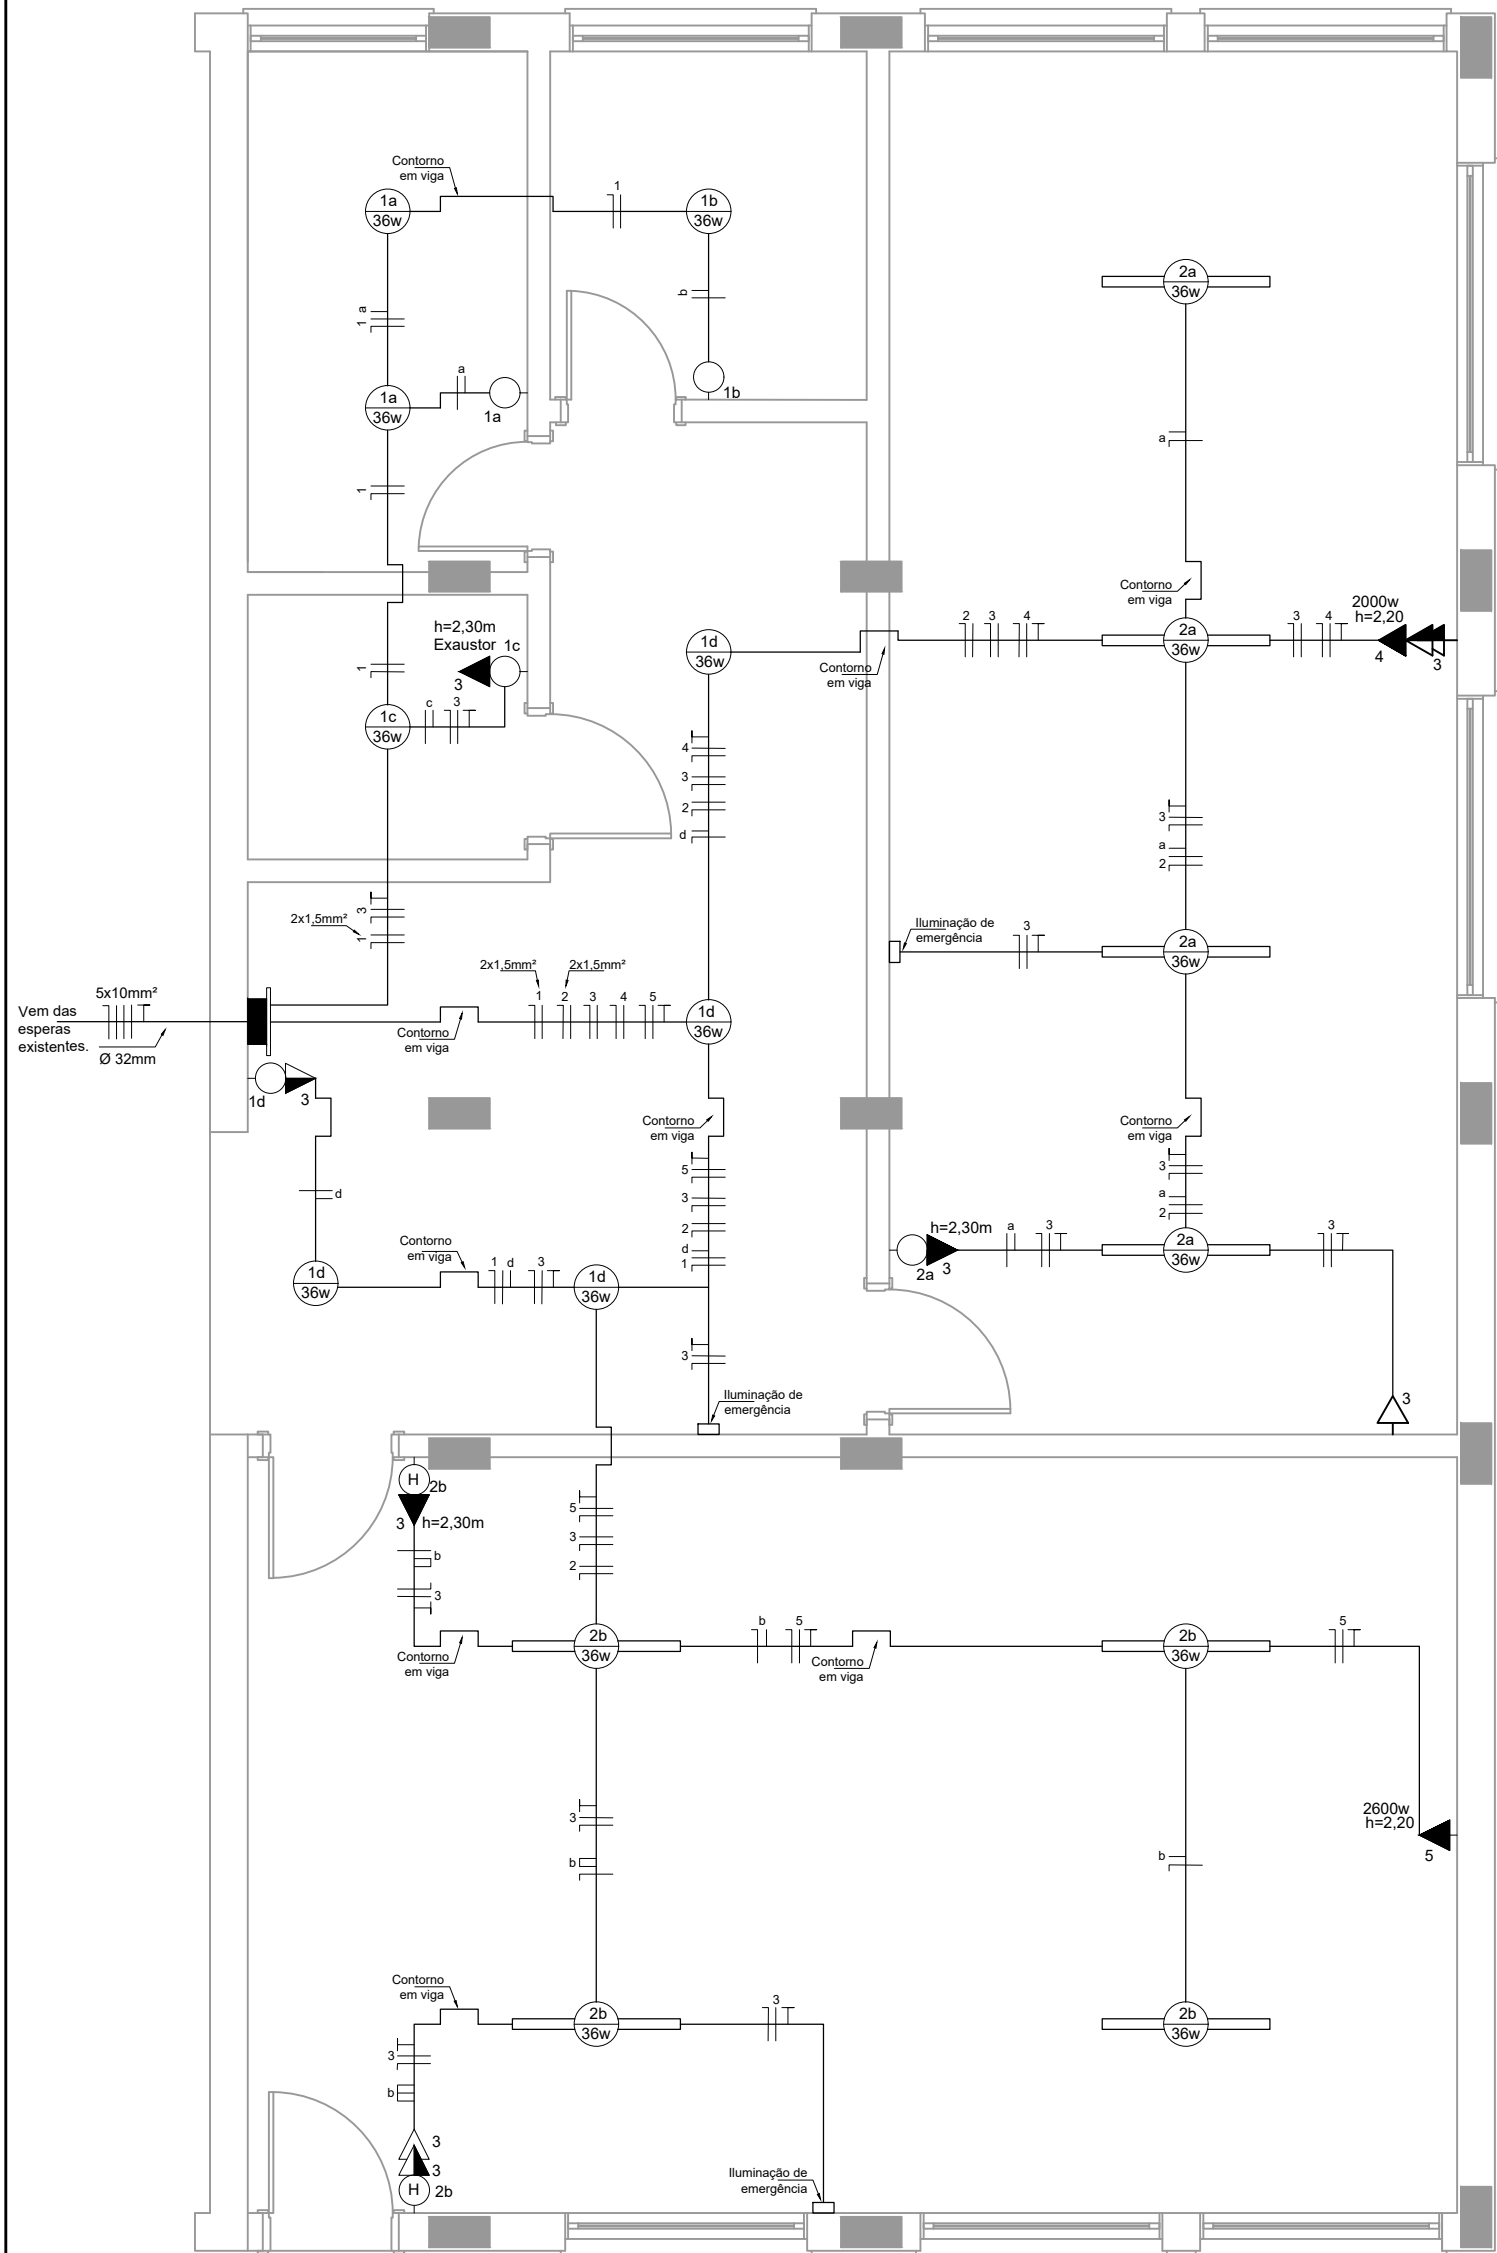 Contorno
em viga
1
1a
36w
1b
36w
2a
36w
a
1
b
a
1a
36w
1a
1b
a
1
Contorno
em viga
2000w
h=2,20
2
3
4
3
4
4
3
h=2,30m
Exaustor
1c
3
1d
36w
2a
36w
Contorno
em viga
1
c
3
1c
36w
4
3
2
d
3
a
2
3
1
2x1,5mm²
Iluminação de
emergência
3
2a
36w
2x1,5mm²
2x1,5mm²
5x10mm²
1
2
3
4
5
Vem das
esperas
existentes.
Ø 32mm
Contorno
em viga
1d
36w
1d
3
Contorno
em viga
Contorno
em viga
d
5
3
2
d
1
3
a
2
h=2,30m
a
3
2a
3
2a
36w
3
Contorno
em viga
1d
36w
1
d
3
1d
36w
3
Iluminação de
emergência
3
H
2b
3
h=2,30m
b
3
5
3
2
Contorno
em viga
2b
36w
b
5
Contorno
em viga
2b
36w
5
3
b
b
2600w
h=2,20
5
Contorno
em viga
3
b
2b
36w
3
2b
36w
3
3
H
2b
Iluminação de
emergência